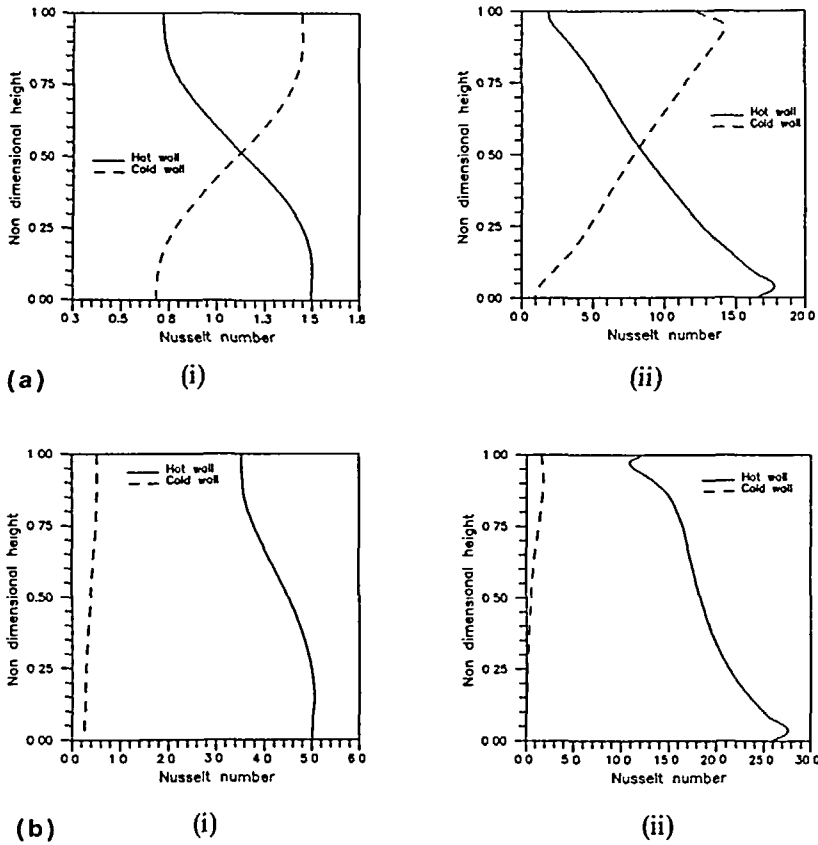 1 00
0.75
0.50
0.25
0.00
Non dimensional height
Hot wall
Cold wall
0 3 0 5 0 8 1 0 1 3 1 5 1 8
Nusselt number
(a)
(i)
1 00
0 75
0 50
0 25
0 00
Non dimensional height
Hot wall
Cold wall
0 0 5 0 10 0 15 0 20 0
Nusselt number
(ii)
1 00
0 75
0 50
0 25
0 00
Non dimensional height
Hot wall
Cold wall
0 0 1 0 2 0 3 0 4 0 5 0 6 0
Nusselt number
(b)
(i)
1 00
0 75
0 50
0 25
0 00
Non dimensional height
Hot wall
Cold wall
0 0 5 0 10 0 15 0 20 0 25 0 30 0
Nusselt number
(ii)